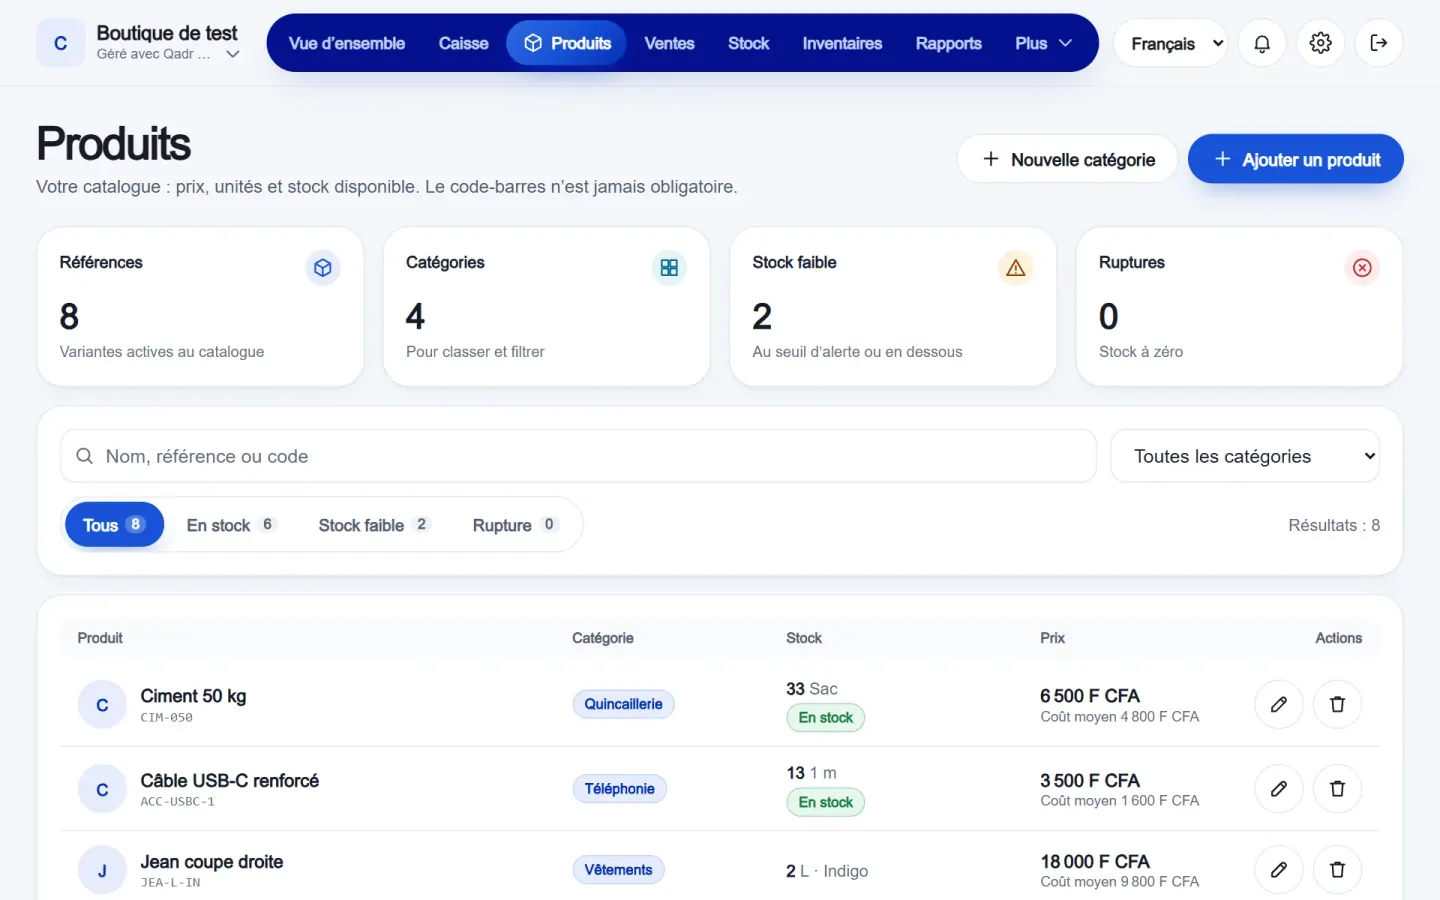 C
Boutique de test
Géré avec Qadr ...
Vue d'ensemble
Caisse
Produits
Ventes
Stock
Inventaires
Rapports
Plus
Français
Produits
Votre catalogue : prix, unités et stock disponible. Le code-barres n'est jamais obligatoire.
Nouvelle catégorie
Ajouter un produit
Références
8
Variantes actives au catalogue
Catégories
4
Pour classer et filtrer
Stock faible
2
Au seuil d'alerte ou en dessous
Ruptures
0
Stock à zéro
Nom, référence ou code
Toutes les catégories
Tous 8
En stock 6
Stock faible 2
Rupture 0
Résultats : 8
Produit Catégorie Stock Prix Actions
C
Ciment 50 kg
CIM-050
Quincaillerie
33 Sac
En stock
6 500 F CFA
Coût moyen 4 800 F CFA
C
Câble USB-C renforcé
ACC-USBC-1
Téléphonie
13 1 m
En stock
3 500 F CFA
Coût moyen 1 600 F CFA
J
Jean coupe droite
JEA-L-IN
Vêtements
2 L · Indigo
18 000 F CFA
Coût moyen 9 800 F CFA